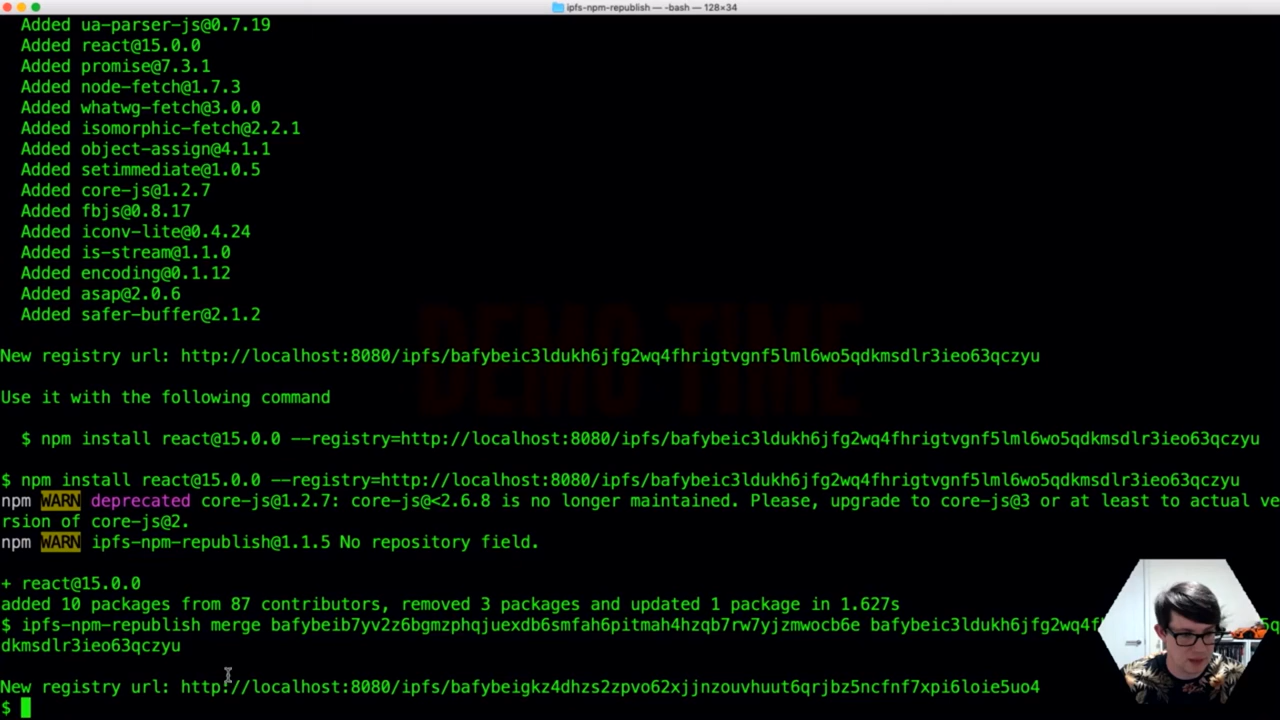 ipfs-npm-republish — -bash — 128×34
Added ua-parser-js@0.7.19
Added react@15.0.0
Added promise@7.3.1
Added node-fetch@1.7.3
Added whatwg-fetch@3.0.0
Added isomorphic-fetch@2.2.1
Added object-assign@4.1.1
Added setimmediate@1.0.5
Added core-js@1.2.7
Added fbjs@0.8.17
Added iconv-lite@0.4.24
Added is-stream@1.1.0
Added encoding@0.1.12
Added asap@2.0.6
Added safer-buffer@2.1.2
DEMO TIME
New registry url: http://localhost:8080/ipfs/bafybeic3ldukh6jfg2wq4fhrigtvgnf5lml6wo5qdkmsdlr3ieo63qczyu
Use it with the following command
$ npm install react@15.0.0 --registry=http://localhost:8080/ipfs/bafybeic3ldukh6jfg2wq4fhrigtvgnf5lml6wo5qdkmsdlr3ieo63qczyu
$ npm install react@15.0.0 --registry=http://localhost:8080/ipfs/bafybeic3ldukh6jfg2wq4fhrigtvgnf5lml6wo5qdkmsdlr3ieo63qczyu
npm WARN deprecated core-js@1.2.7: core-js@<2.6.8 is no longer maintained. Please, upgrade to core-js@3 or at least to actual ve
rsion of core-js@2.
npm WARN ipfs-npm-republish@1.1.5 No repository field.
+ react@15.0.0
added 10 packages from 87 contributors, removed 3 packages and updated 1 package in 1.627s
$ ipfs-npm-republish merge bafybeib7yv2z6bgmzphqjuexdb6smfah6pitmah4hzqb7rw7yjzmwocb6e
dkmsdlr3ieo63qczyu
New registry url: http://localhost:8080/ipfs/bafybeigkz4dhzs2zpvo62xjjnzouvhuut6qrjbz5ncfnf7xpi6loie5uo4
$